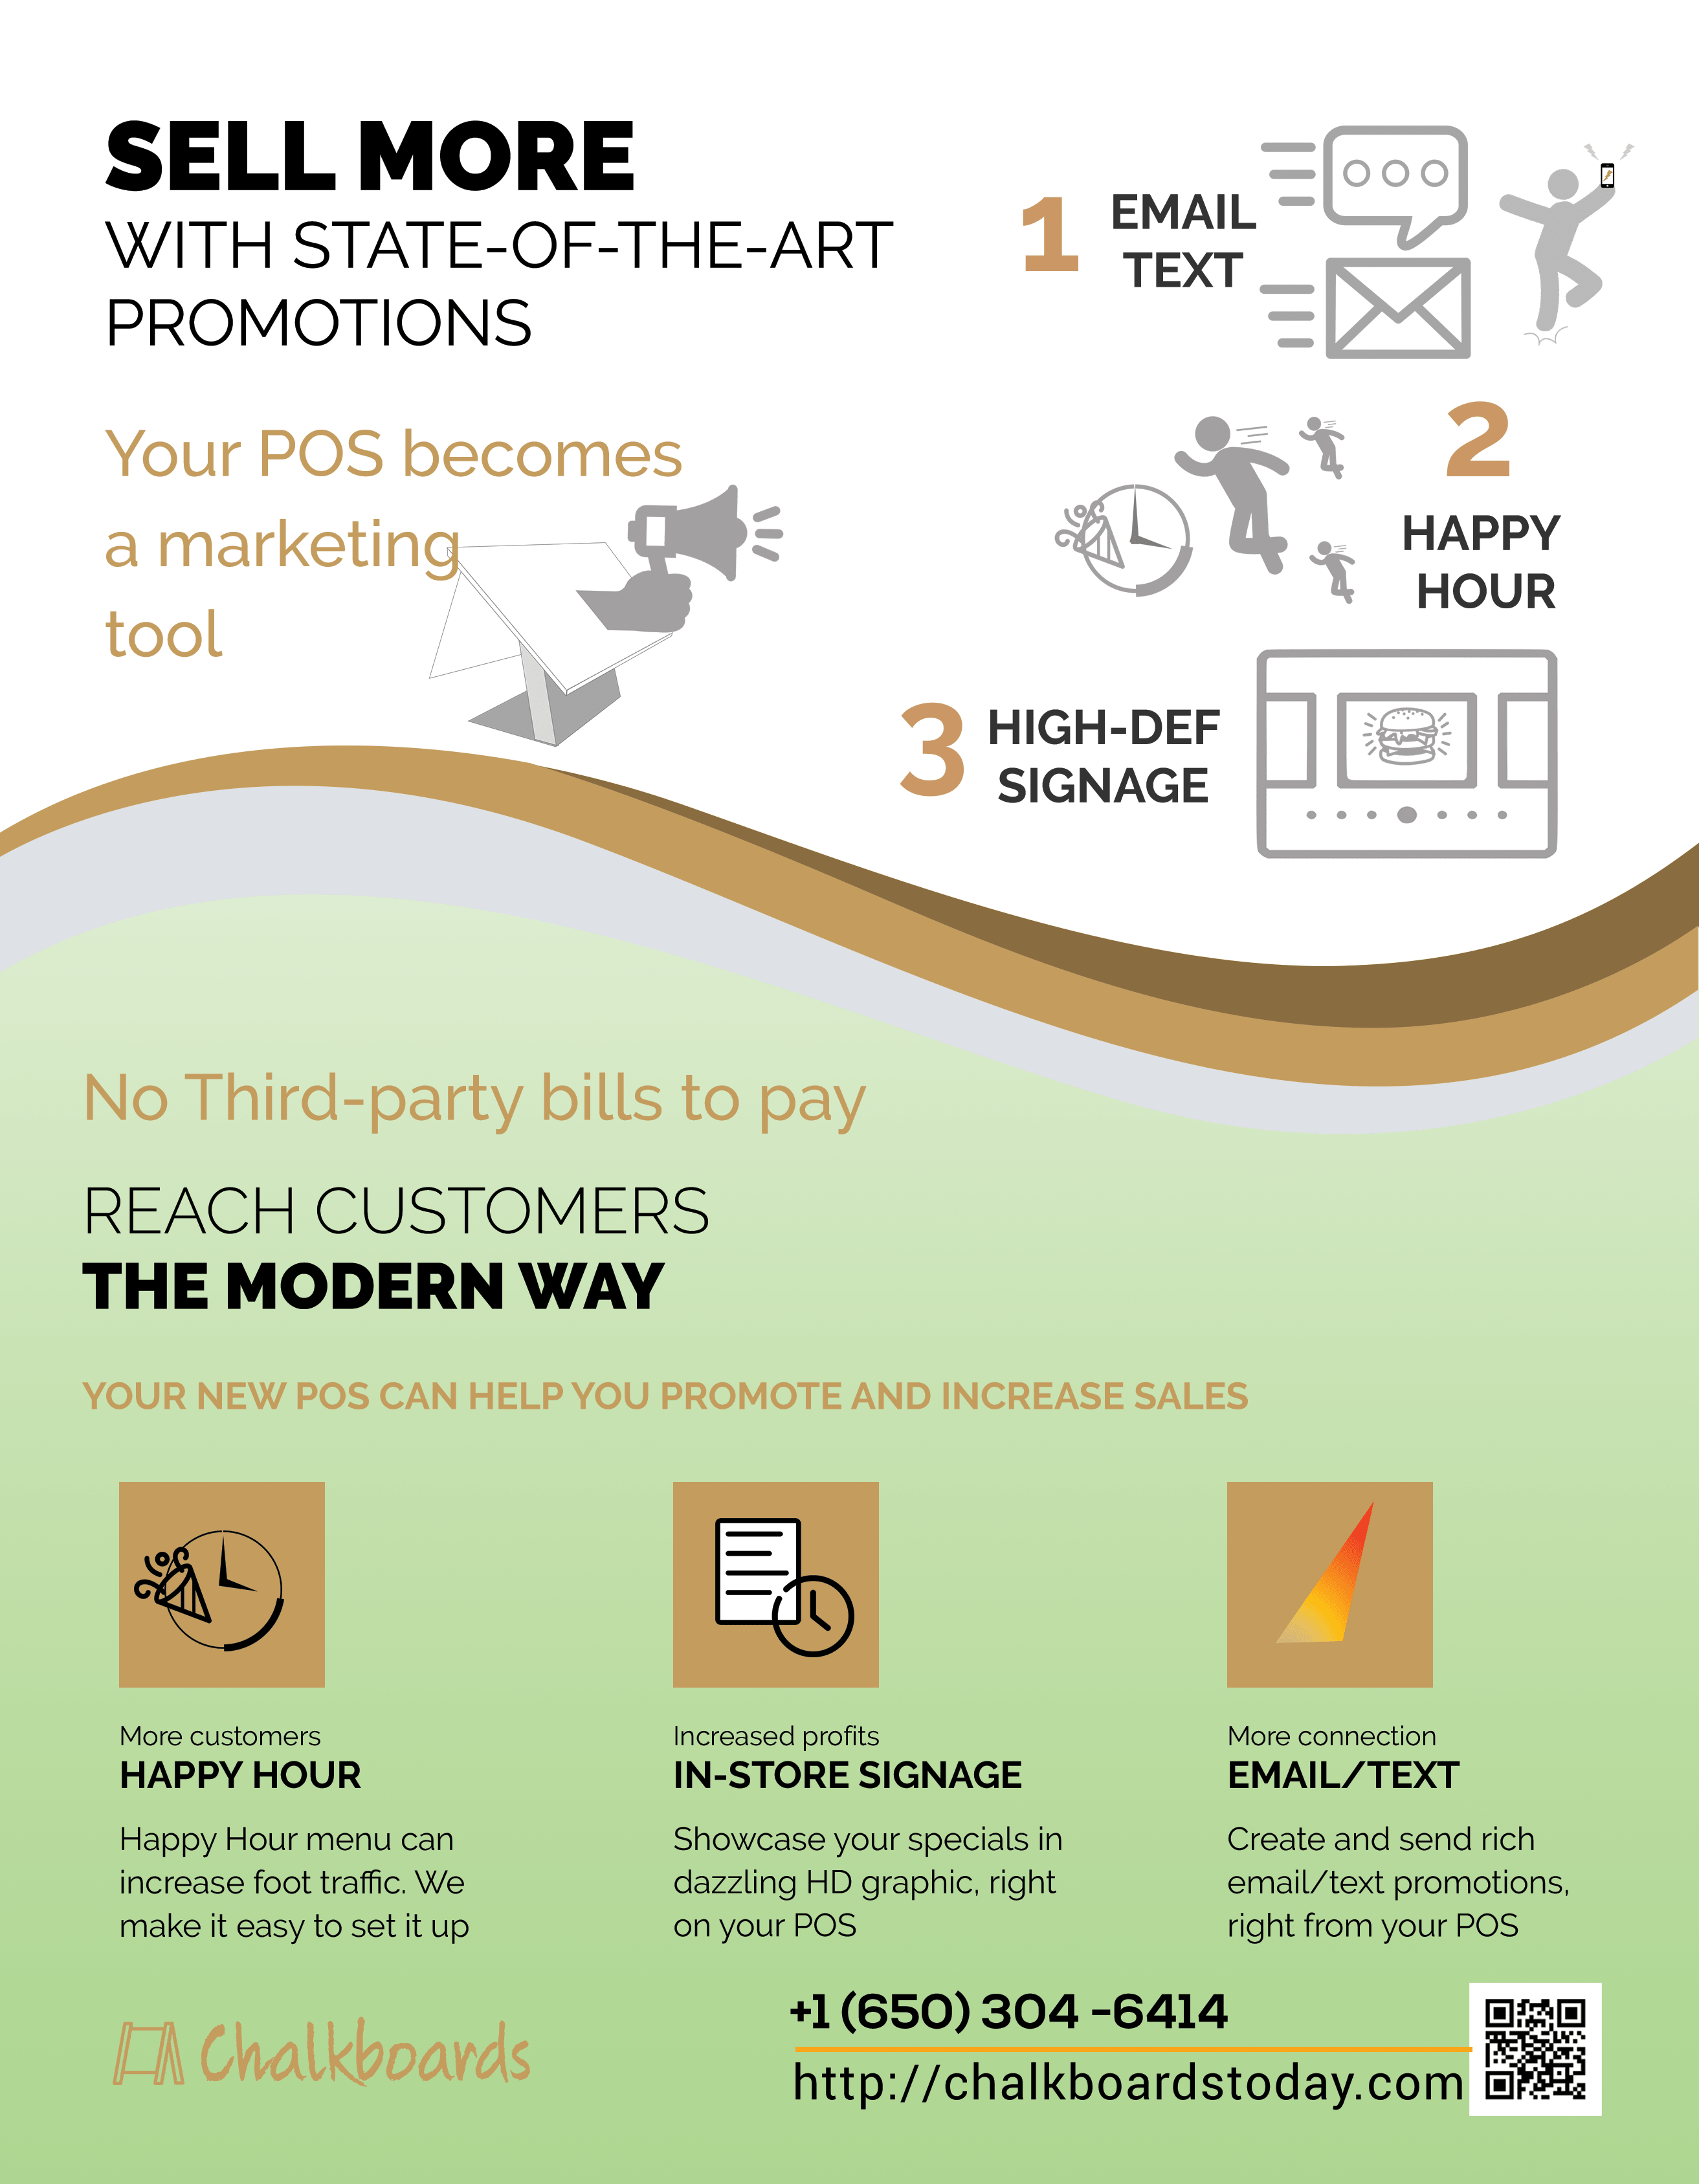 SELL MORE
WITH STATE-OF-THE-ART
PROMOTIONS
Your POS becomes
a marketing
tool
1
EMAIL
TEXT
2
HAPPY
HOUR
3
HIGH-DEF
SIGNAGE
No Third-party bills to pay
REACH CUSTOMERS
THE MODERN WAY
YOUR NEW POS CAN HELP YOU PROMOTE AND INCREASE SALES
More customers
HAPPY HOUR
Happy Hour menu can
increase foot traffic. We
make it easy to set it up
Increased profits
IN-STORE SIGNAGE
Showcase your specials in
dazzling HD graphic, right
on your POS
More connection
EMAIL/TEXT
Create and send rich
email/text promotions,
right from your POS
Chalkboards
+1 (650) 304 -6414
http://chalkboardstoday.com